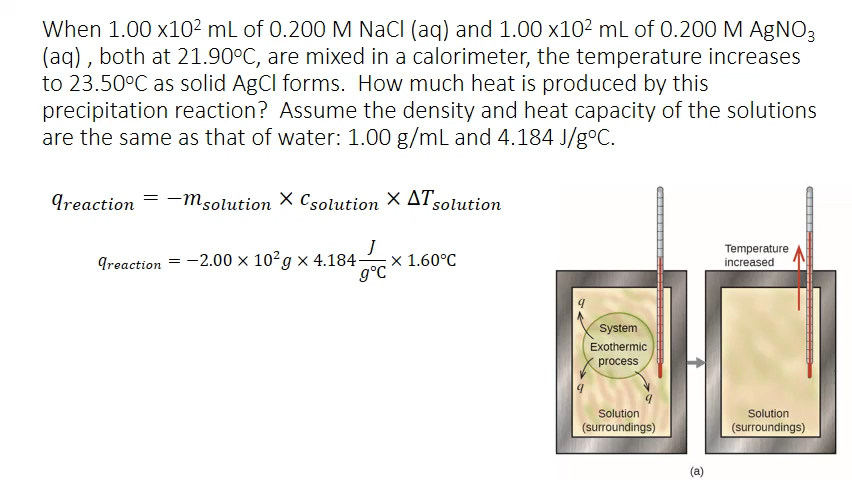 When 1.00 x10² mL of 0.200 M NaCl (aq) and 1.00 x10² mL of 0.200 M AgNO₃
(aq) , both at 21.90ºC, are mixed in a calorimeter, the temperature increases
to 23.50ºC as solid AgCl forms. How much heat is produced by this
precipitation reaction? Assume the density and heat capacity of the solutions
are the same as that of water: 1.00 g/mL and 4.184 J/gºC.
q_reaction = −m_solution × c_solution × ΔT_solution
q_reaction = −2.00 × 10² g × 4.184 J/g°C × 1.60°C
Temperature
increased
q
System
Exothermic
process
q
q
Solution
(surroundings)
Solution
(surroundings)
(a)